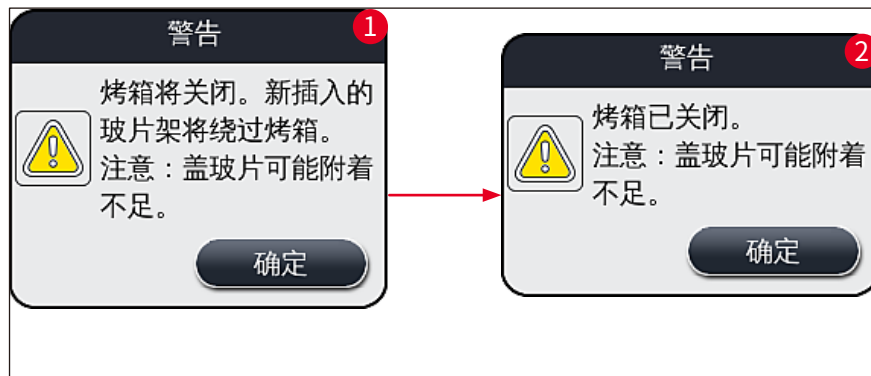 警告
1
烤箱将关闭。新插入的
玻片架将绕过烤箱。
注意：盖玻片可能附着
不足。
确定
警告
2
烤箱已关闭。
注意：盖玻片可能附着
不足。
确定